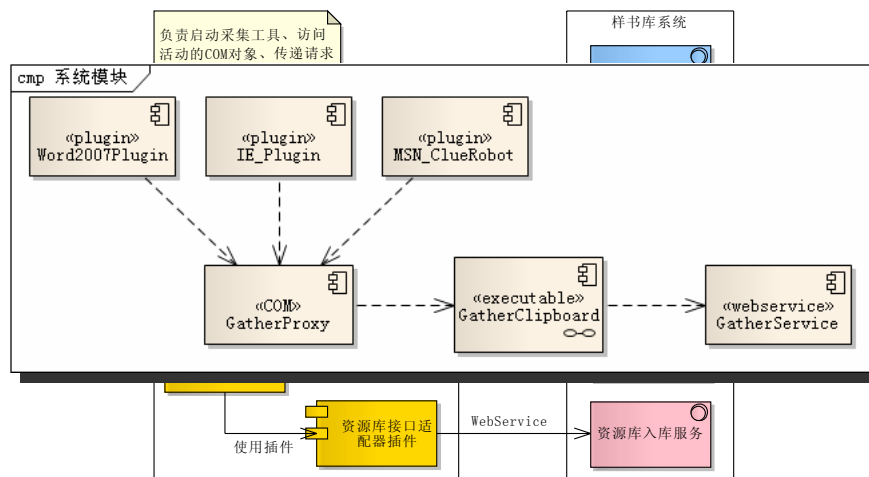 负责启动采集工具、访问
活动的COM对象、传递请求
样书库系统
cmp 系统模块
«plugin»
Word2007Plugin
«plugin»
IE_Plugin
«plugin»
MSN_ClueRobot
«COM»
GatherProxy
«executable»
GatherClipboard
«webservice»
GatherService
使用插件
资源库接口适
配器插件
WebService
资源库入库服务